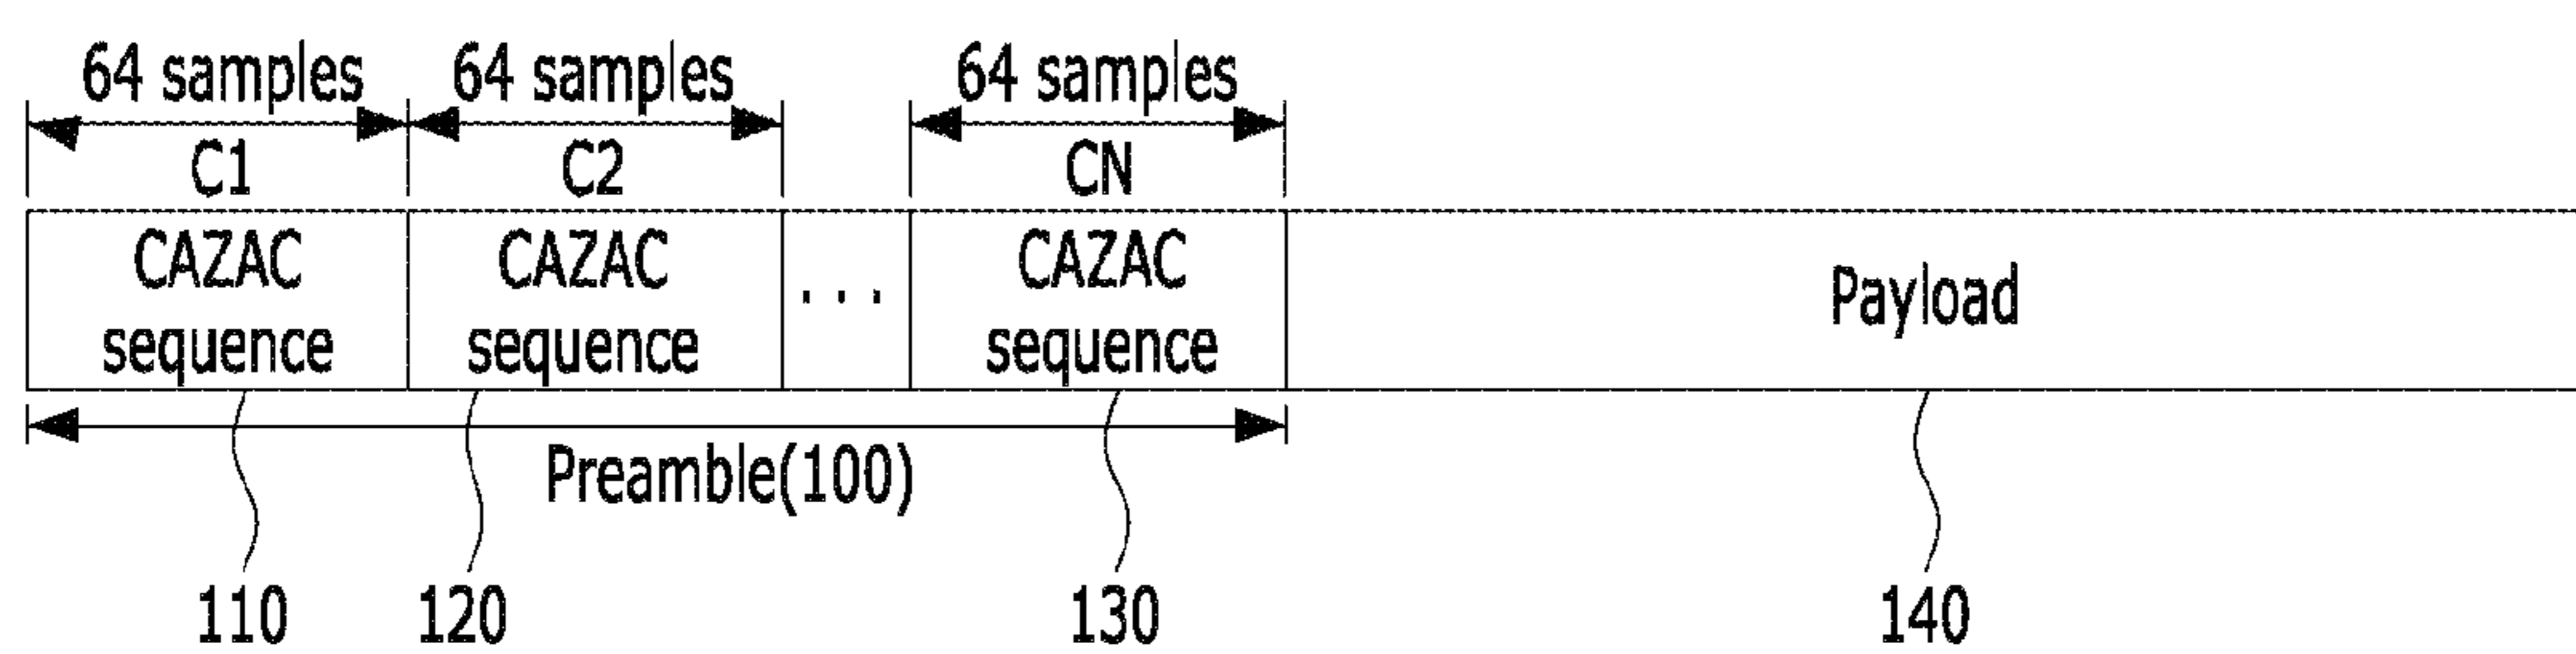 64 samples 64 samples 64 samples
C1 C2 CN
CAZAC CAZAC CAZAC
sequence sequence ... sequence Payload
Preamble(100)
110 120 130 140